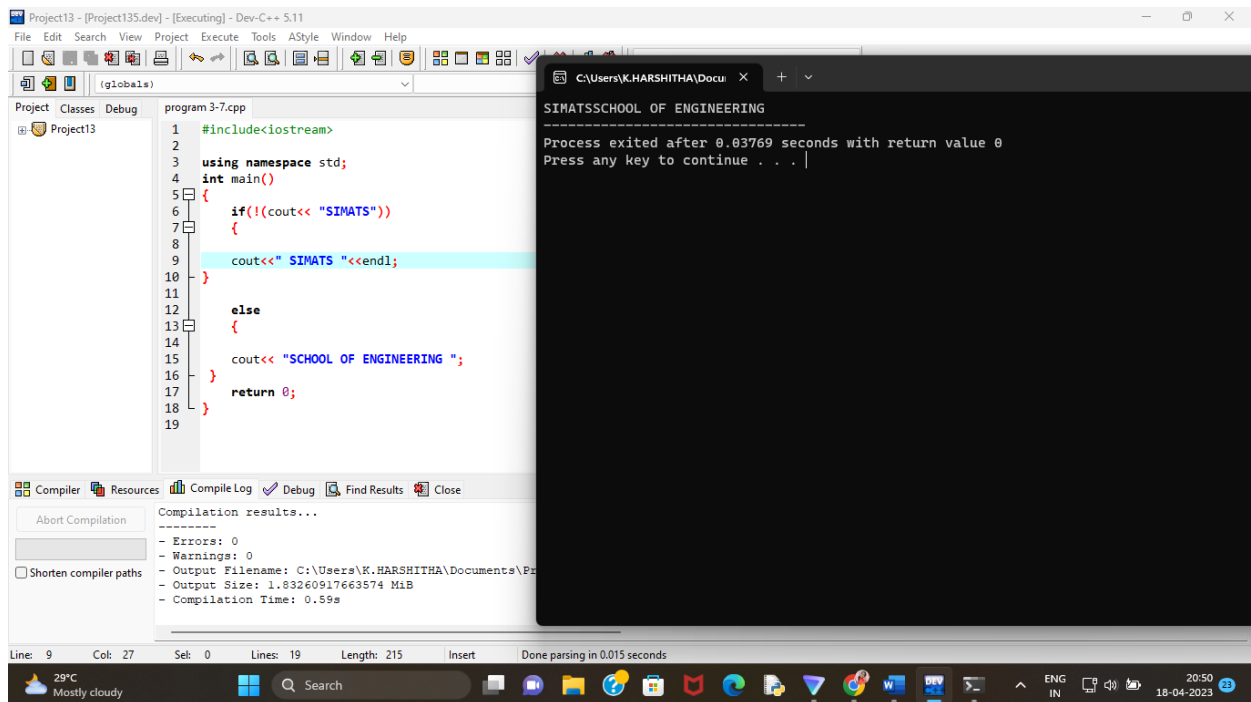 Project13 - [Project135.dev] - [Executing] - Dev-C++ 5.11
File Edit Search View Project Execute Tools AStyle Window Help
(globals)
Project Classes Debug
Project13
program 3-7.cpp
1 #include<iostream>
2
3 using namespace std;
4 int main()
5 {
6 if(!(cout<< "SIMATS"))
7 {
8
9 cout<<" SIMATS "<<endl;
10 }
11
12 else
13 {
14
15 cout<< "SCHOOL OF ENGINEERING ";
16 }
17 return 0;
18 }
19
C:\Users\K.HARSHITHA\Docu
SIMATSSCHOOL OF ENGINEERING
--------------------------------
Process exited after 0.03769 seconds with return value 0
Press any key to continue . . .
Compiler Resources Compile Log Debug Find Results Close
Abort Compilation
Shorten compiler paths
Compilation results...
--------
- Errors: 0
- Warnings: 0
- Output Filename: C:\Users\K.HARSHITHA\Documents\Pr
- Output Size: 1.83260917663574 MiB
- Compilation Time: 0.59s
Line: 9 Col: 27 Sel: 0 Lines: 19 Length: 215 Insert Done parsing in 0.015 seconds
29°C
Mostly cloudy
Search
DEV
ENG
IN
20:50
18-04-2023
23